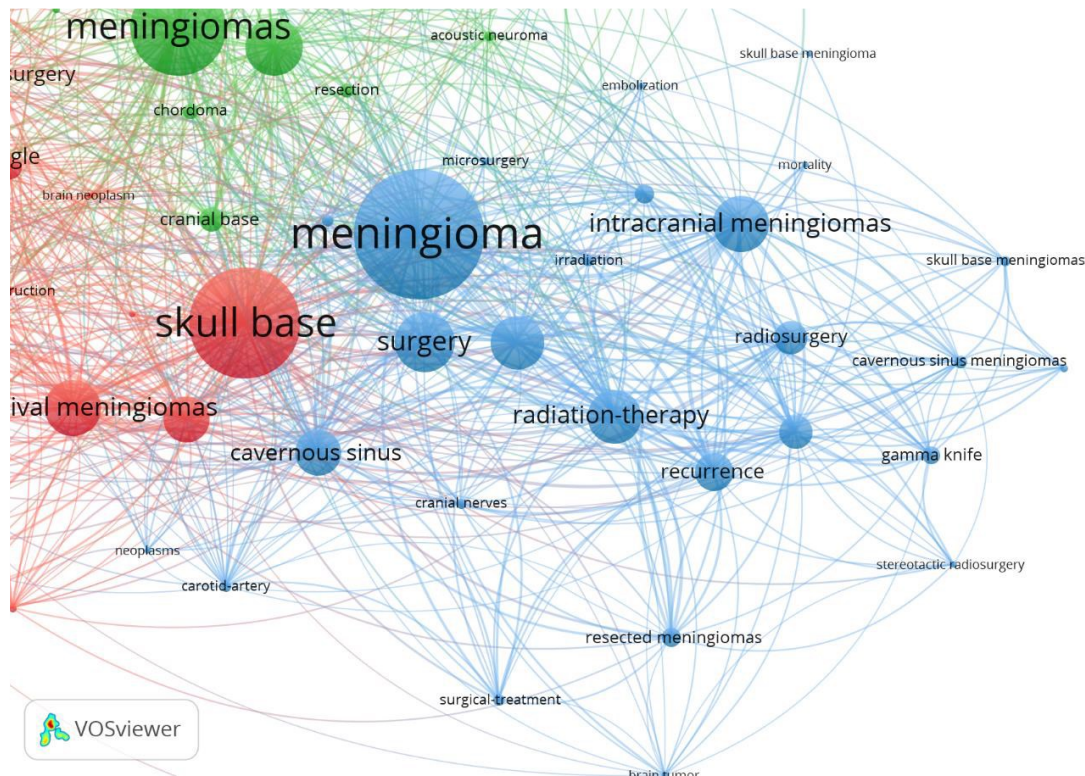 meningiomas
acoustic neuroma
skull base meningioma
surgery
embolization
resection
chordoma
microsurgery
mortality
gle
brain neoplasm
cranial base
intracranial meningiomas
meningioma
irradiation
skull base meningiomas
ruction
skull base
surgery
radiosurgery
cavernous sinus meningiomas
ival meningiomas
radiation-therapy
cavernous sinus
recurrence
gamma knife
cranial nerves
neoplasms
carotid-artery
stereotactic radiosurgery
resected meningiomas
surgical-treatment
VOSviewer
brain tumor